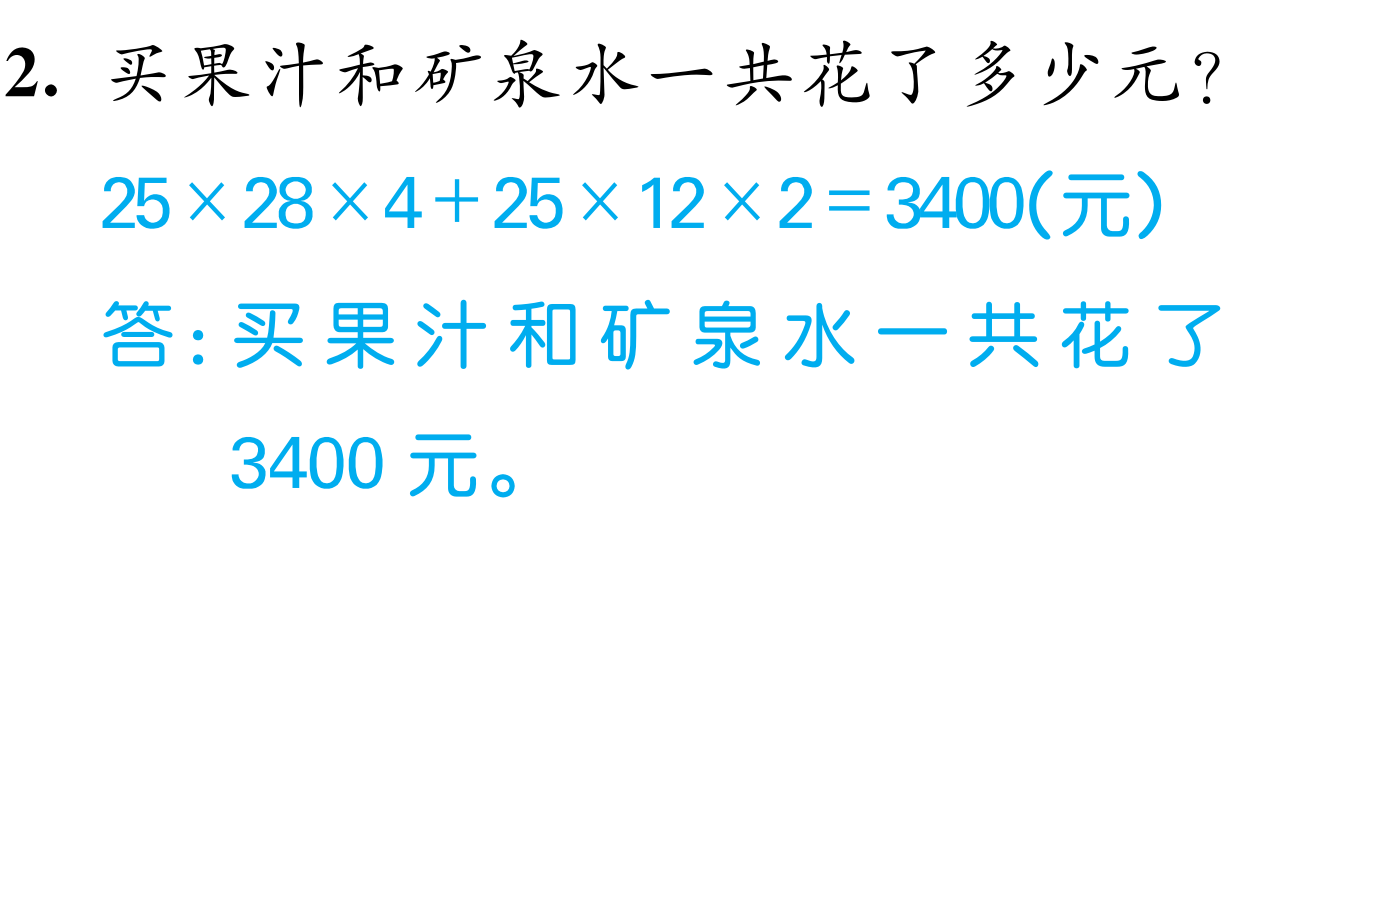 2. 买果汁和矿泉水一共花了多少元?
25×28×4+25×12×2=3400(元)
答:买果汁和矿泉水一共花了
3400 元。